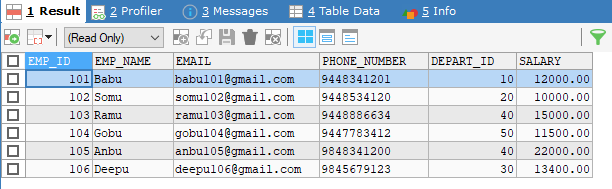 1 Result 2 Profiler 3 Messages 4 Table Data 5 Info
(Read Only)
EMP_ID EMP_NAME EMAIL PHONE_NUMBER DEPART_ID SALARY
101 Babu babu101@gmail.com 9448341201 10 12000.00
102 Somu somu102@gmail.com 9448534120 20 10000.00
103 Ramu ramu103@gmail.com 9448886634 40 15000.00
104 Gobu gobu104@gmail.com 9447783412 50 11500.00
105 Anbu anbu105@gmail.com 9848341200 40 22000.00
106 Deepu deepu106@gmail.com 9845679123 30 13400.00